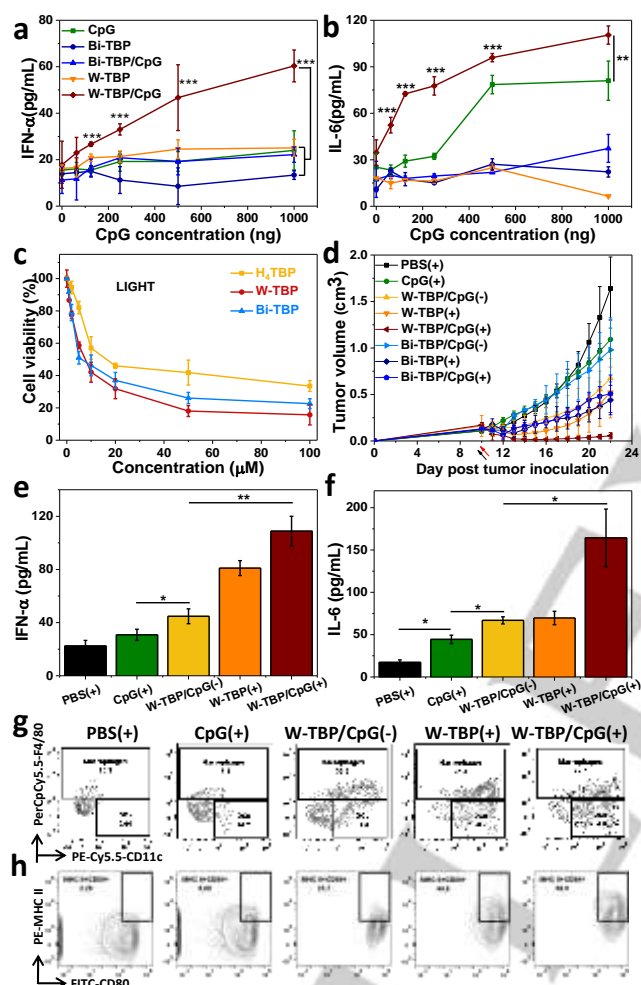 a
IFN-α(pg/mL)
80
60
40
20
0
0 200 400 600 800 1000
CpG concentration (ng)
CpG
Bi-TBP
Bi-TBP/CpG
W-TBP
W-TBP/CpG
***
***
***
***
b
IL-6(pg/mL)
120
90
60
30
0
0 200 400 600 800 1000
CpG concentration (ng)
***
***
***
***
**
c
Cell viability (%)
100
80
60
40
20
0
0 20 40 60 80 100
Concentration (μM)
LIGHT
H₄TBP
W-TBP
Bi-TBP
d
Tumor volume (cm³)
2.0
1.5
1.0
0.5
0.0
0 4 8 12 16 20 24
Day post tumor inoculation
PBS(+)
CpG(+)
W-TBP/CpG(-)
W-TBP(+)
W-TBP/CpG(+)
Bi-TBP/CpG(-)
Bi-TBP(+)
Bi-TBP/CpG(+)
e
IFN-α (pg/mL)
120
80
40
0
*
**
PBS(+)
CpG(+)
W-TBP/CpG(-)
W-TBP(+)
W-TBP/CpG(+)
f
IL-6 (pg/mL)
200
150
100
50
0
*
*
*
PBS(+)
CpG(+)
W-TBP/CpG(-)
W-TBP(+)
W-TBP/CpG(+)
g
PBS(+) CpG(+) W-TBP/CpG(-) W-TBP(+) W-TBP/CpG(+)
PerCpCy5.5-F4/80
PE-Cy5.5-CD11c
h
PE-MHC II
FITC-CD80